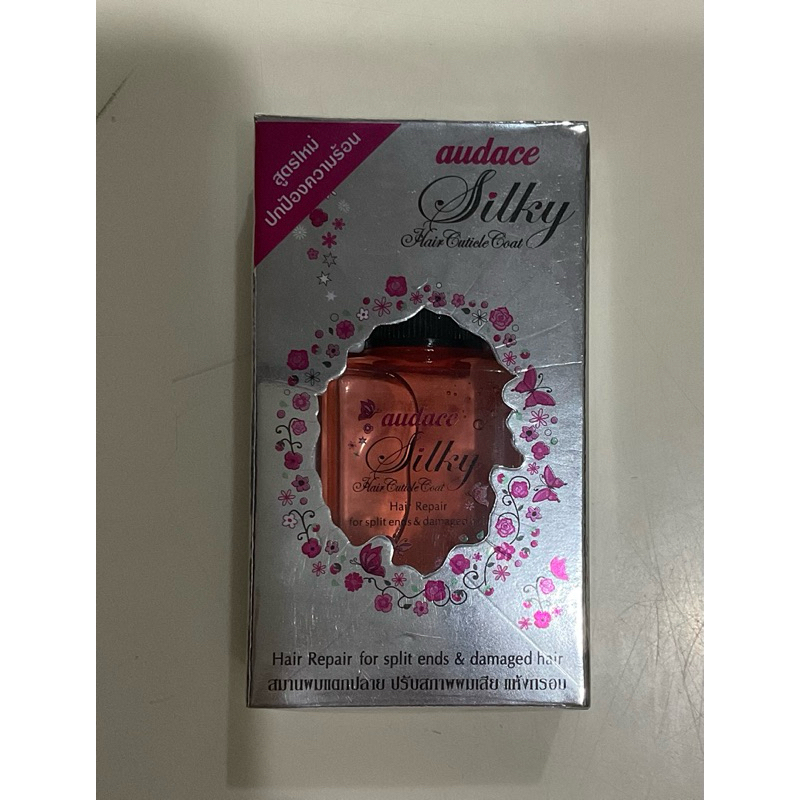 สูตรใหม่
ปกป้องความร้อน
audace
Silky
Hair Cuticle Coat
audace
Silky
Hair Cuticle Coat
Hair Repair
for split ends & damaged
Hair Repair for split ends & damaged hair
สมานผมแตกปลาย ปรับสภาพผมเสีย แห้งกรอบ